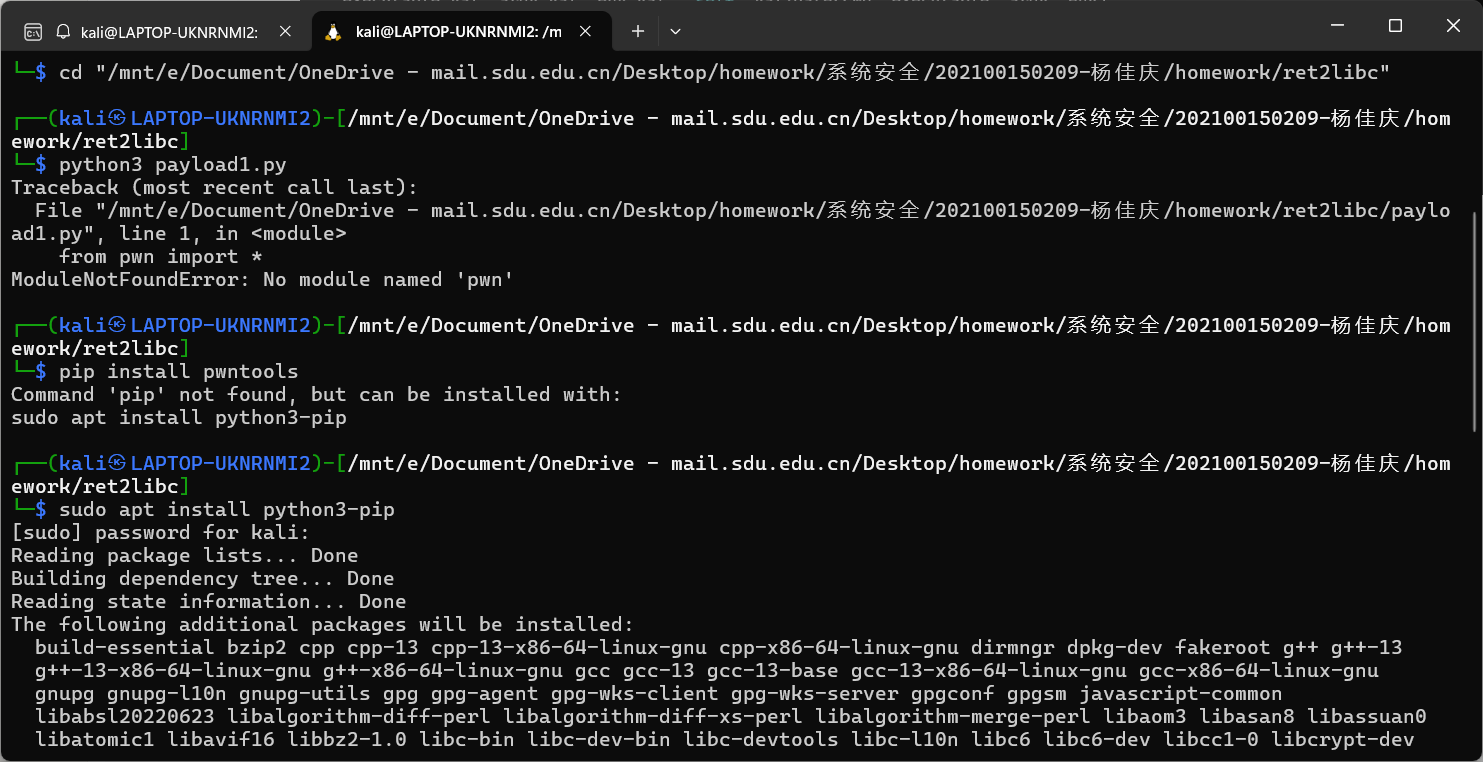 kali@LAPTOP-UKNRNMI2:
kali@LAPTOP-UKNRNMI2: /m
└─$ cd "/mnt/e/Document/OneDrive - mail.sdu.edu.cn/Desktop/homework/系统安全/202100150209-杨佳庆/homework/ret2libc"
┌──(kali㉿LAPTOP-UKNRNMI2)-[/mnt/e/Document/OneDrive - mail.sdu.edu.cn/Desktop/homework/系统安全/202100150209-杨佳庆/hom
ework/ret2libc]
└─$ python3 payload1.py
Traceback (most recent call last):
  File "/mnt/e/Document/OneDrive - mail.sdu.edu.cn/Desktop/homework/系统安全/202100150209-杨佳庆/homework/ret2libc/paylo
ad1.py", line 1, in <module>
    from pwn import *
ModuleNotFoundError: No module named 'pwn'
┌──(kali㉿LAPTOP-UKNRNMI2)-[/mnt/e/Document/OneDrive - mail.sdu.edu.cn/Desktop/homework/系统安全/202100150209-杨佳庆/hom
ework/ret2libc]
└─$ pip install pwntools
Command 'pip' not found, but can be installed with:
sudo apt install python3-pip
┌──(kali㉿LAPTOP-UKNRNMI2)-[/mnt/e/Document/OneDrive - mail.sdu.edu.cn/Desktop/homework/系统安全/202100150209-杨佳庆/hom
ework/ret2libc]
└─$ sudo apt install python3-pip
[sudo] password for kali:
Reading package lists... Done
Building dependency tree... Done
Reading state information... Done
The following additional packages will be installed:
  build-essential bzip2 cpp cpp-13 cpp-13-x86-64-linux-gnu cpp-x86-64-linux-gnu dirmngr dpkg-dev fakeroot g++ g++-13
  g++-13-x86-64-linux-gnu g++-x86-64-linux-gnu gcc gcc-13 gcc-13-base gcc-13-x86-64-linux-gnu gcc-x86-64-linux-gnu
  gnupg gnupg-l10n gnupg-utils gpg gpg-agent gpg-wks-client gpg-wks-server gpgconf gpgsm javascript-common
  libabsl20220623 libalgorithm-diff-perl libalgorithm-diff-xs-perl libalgorithm-merge-perl libaom3 libasan8 libassuan0
  libatomic1 libavif16 libbz2-1.0 libc-bin libc-dev-bin libc-devtools libc-l10n libc6 libc6-dev libcc1-0 libcrypt-dev